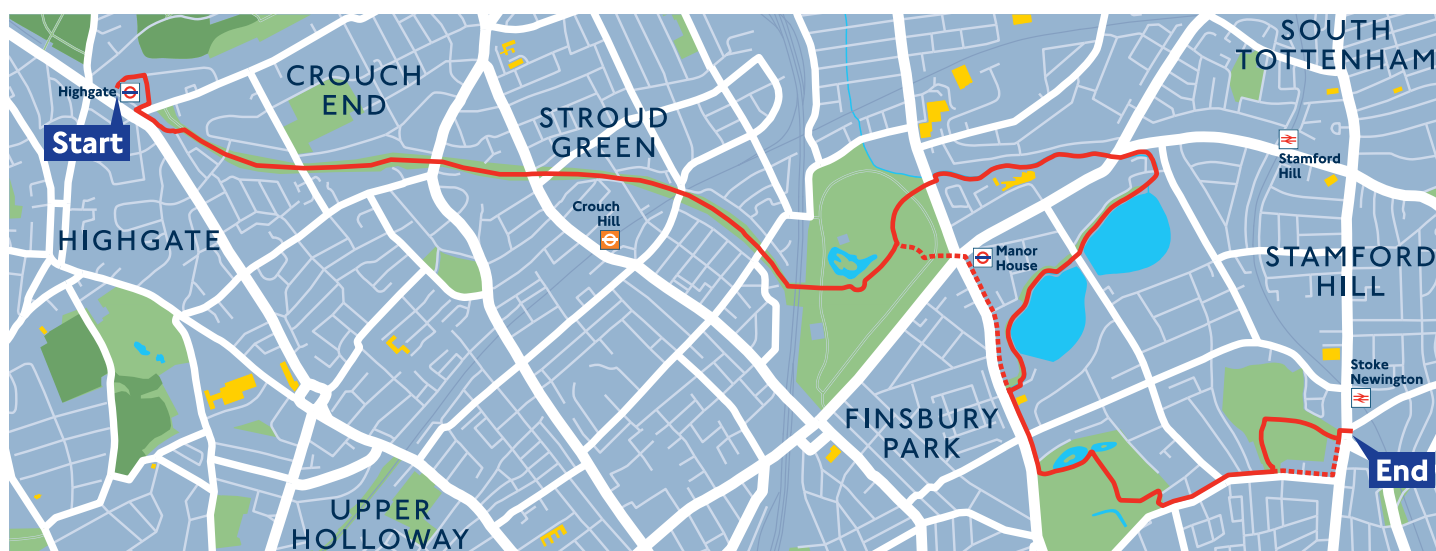 SOUTH
TOTTENHAM
CROUCH
END
Highgate
STROUD
GREEN
Start
Stamford
Hill
Crouch
Hill
HIGHGATE
Manor
House
STAMFORD
HILL
Stoke
Newington
FINSBURY
PARK
End
UPPER
HOLLOWAY